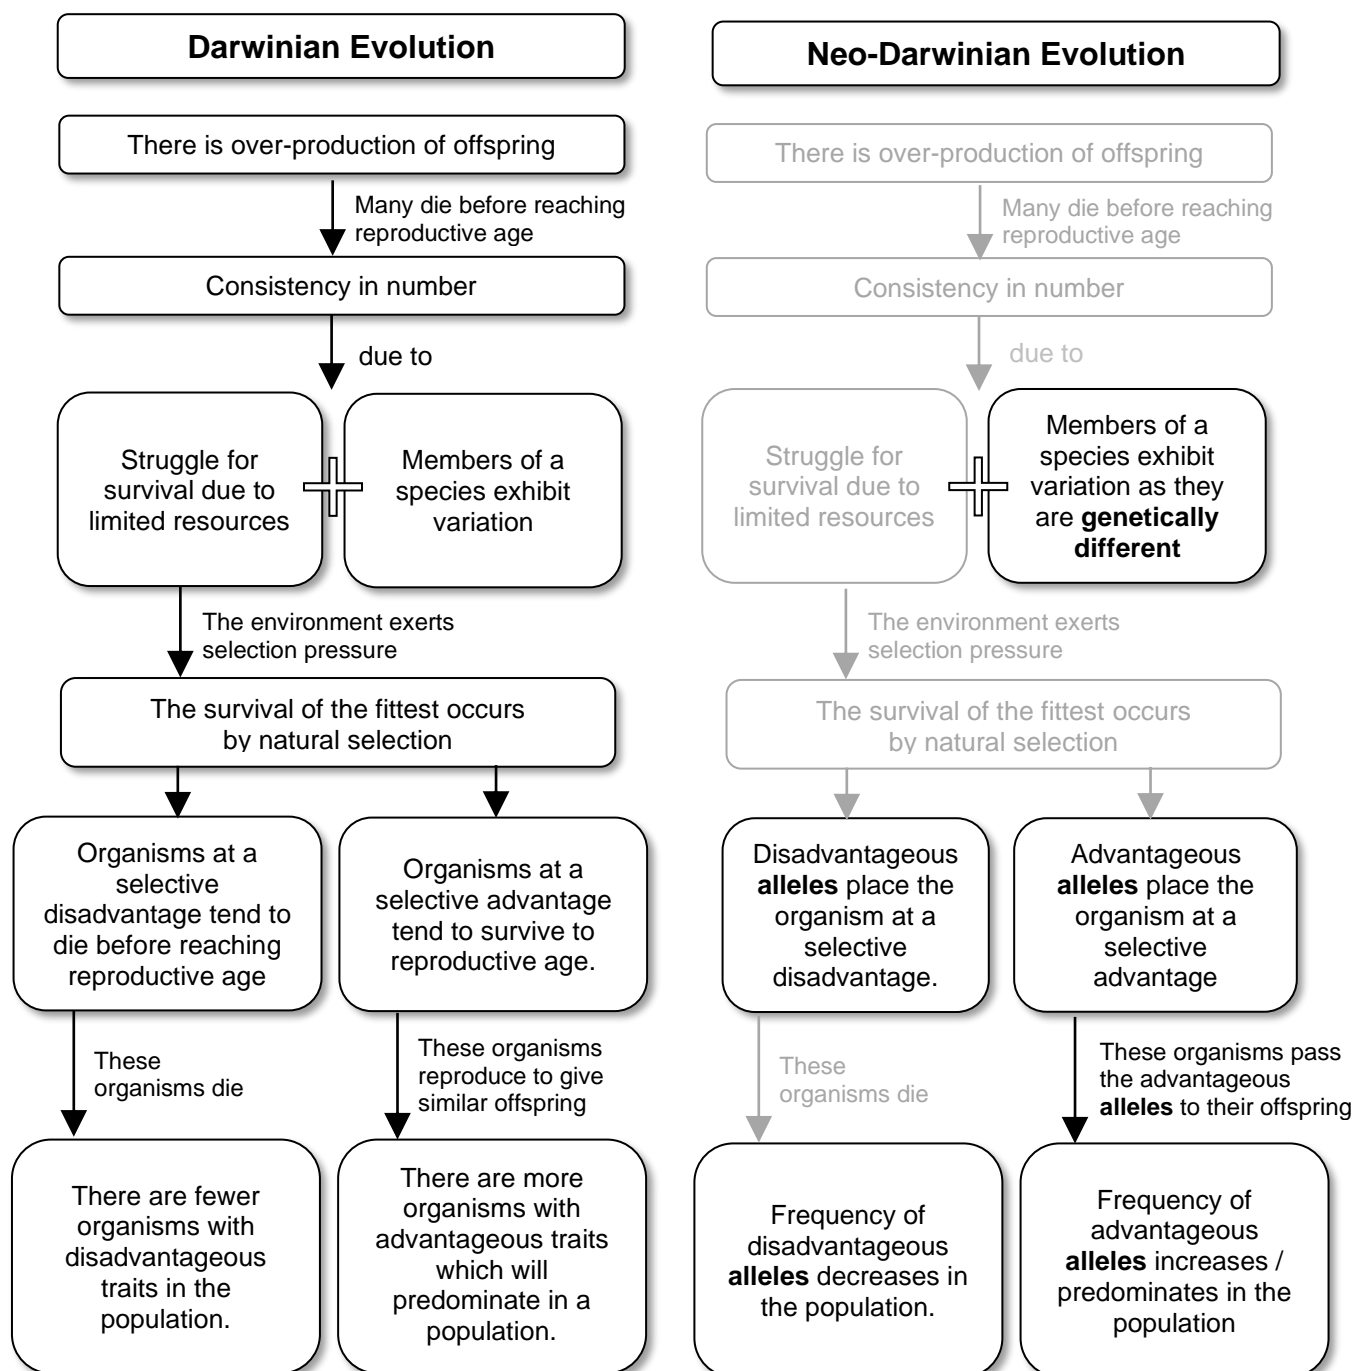 Darwinian Evolution
There is over-production of offspring
Many die before reaching
reproductive age
Consistency in number
due to
Struggle for
survival due to
limited resources
Members of a
species exhibit
variation
The environment exerts
selection pressure
The survival of the fittest occurs
by natural selection
Organisms at a
selective
disadvantage tend to
die before reaching
reproductive age
Organisms at a
selective advantage
tend to survive to
reproductive age.
These
organisms die
These organisms
reproduce to give
similar offspring
There are fewer
organisms with
disadvantageous
traits in the
population.
There are more
organisms with
advantageous traits
which will
predominate in a
population.
Neo-Darwinian Evolution
There is over-production of offspring
Many die before reaching
reproductive age
Consistency in number
due to
Struggle for
survival due to
limited resources
Members of a
species exhibit
variation as they
are genetically
different
The environment exerts
selection pressure
The survival of the fittest occurs
by natural selection
Disadvantageous
alleles place the
organism at a
selective
disadvantage.
Advantageous
alleles place the
organism at a
selective
advantage
These
organisms die
These organisms pass
the advantageous
alleles to their offspring
Frequency of
disadvantageous
alleles decreases in
the population.
Frequency of
advantageous
alleles increases /
predominates in the
population